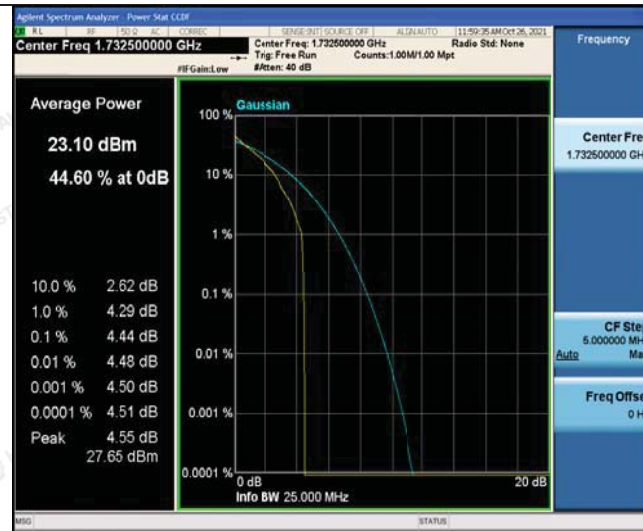 Agilent Spectrum Analyzer - Power Stat CCDF
RL RF 50 Ω AC CORREC SENSE:INT SOURCE OFF ALIGN AUTO 11:59:35 AM Oct 26, 2021
Center Freq 1.732500000 GHz
Center Freq: 1.732500000 GHz Radio Std: None
Trig: Free Run Counts:1.00M/1.00 Mpt
#IFGain:Low #Atten: 40 dB
Frequency
Average Power
23.10 dBm
44.60 % at 0dB
10.0 % 2.62 dB
1.0 % 4.29 dB
0.1 % 4.44 dB
0.01 % 4.48 dB
0.001 % 4.50 dB
0.0001 % 4.51 dB
Peak 4.55 dB
27.65 dBm
Gaussian
100 %
10 %
1 %
0.1 %
0.01 %
0.001 %
0.0001 %
0 dB 20 dB
Info BW 25.000 MHz
Center Fre
1.732500000 GH
CF Ste
5.000000 MH
Auto Ma
Freq Offse
0 H
MSG STATUS